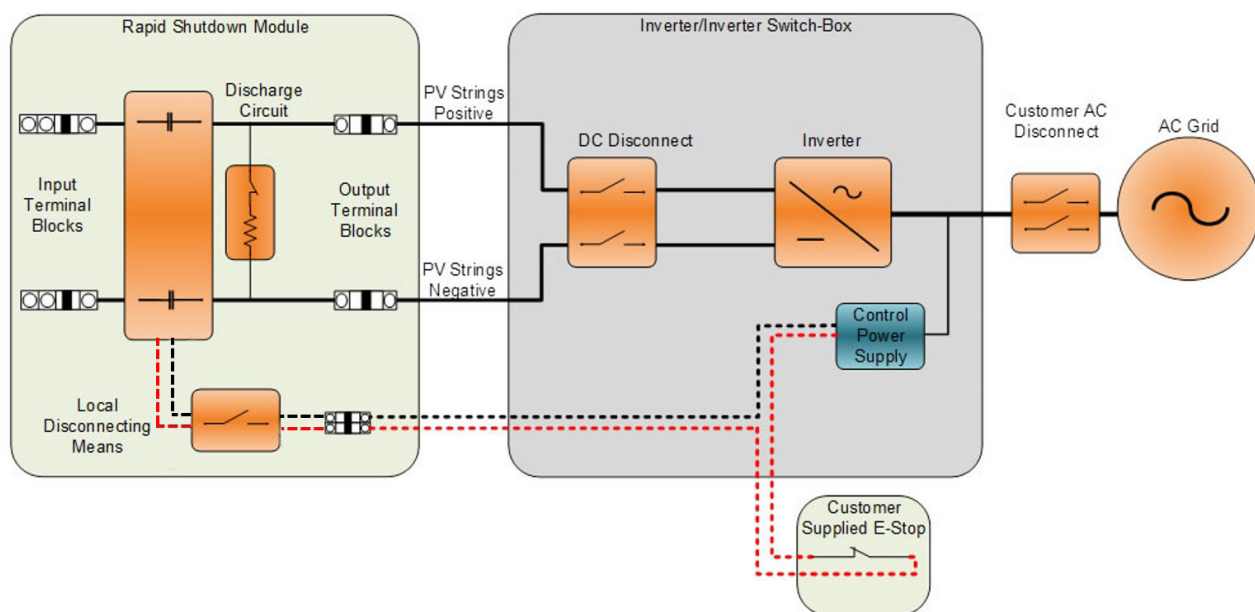 Rapid Shutdown Module
Inverter/Inverter Switch-Box
Discharge
Circuit
PV Strings
Positive
Customer AC
Disconnect
AC Grid
DC Disconnect
Inverter
Input
Terminal
Blocks
Output
Terminal
Blocks
PV Strings
Negative
Control
Power
Supply
Local
Disconnecting
Means
Customer
Supplied E-Stop